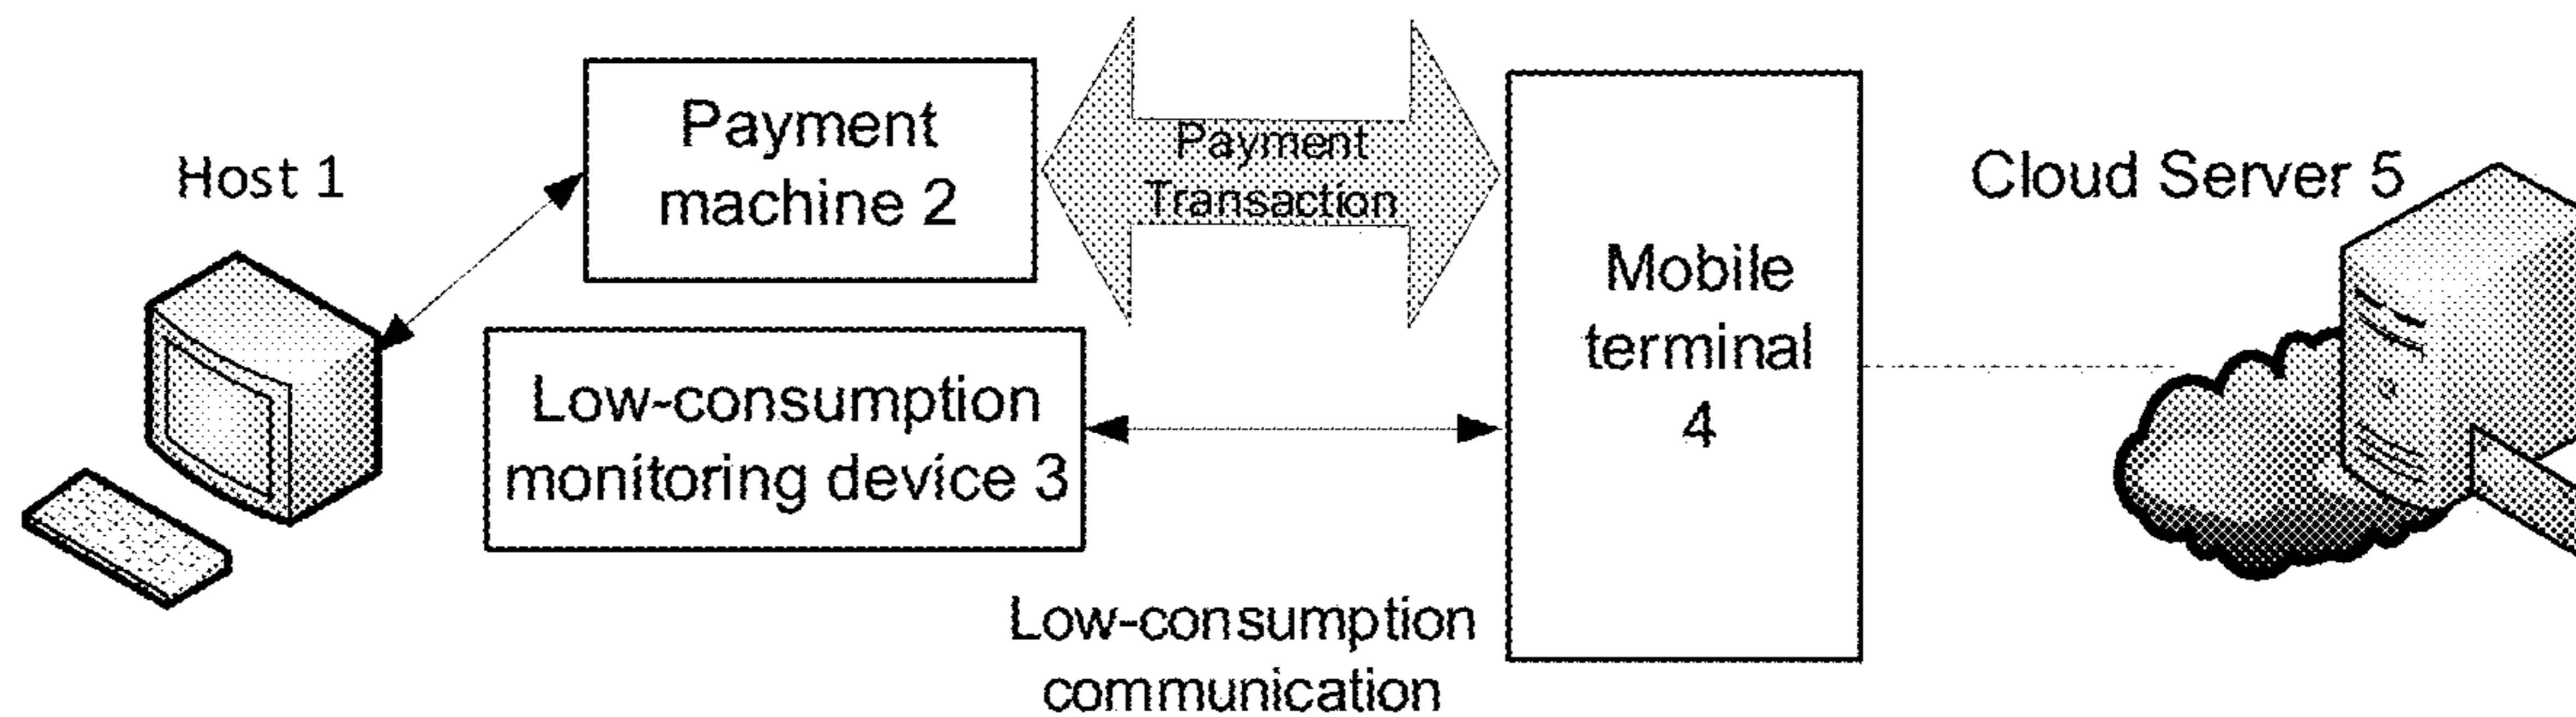 Host 1
Payment
machine 2
Payment
Transaction
Low-consumption
monitoring device 3
Low-consumption
communication
Mobile
terminal
4
Cloud Server 5